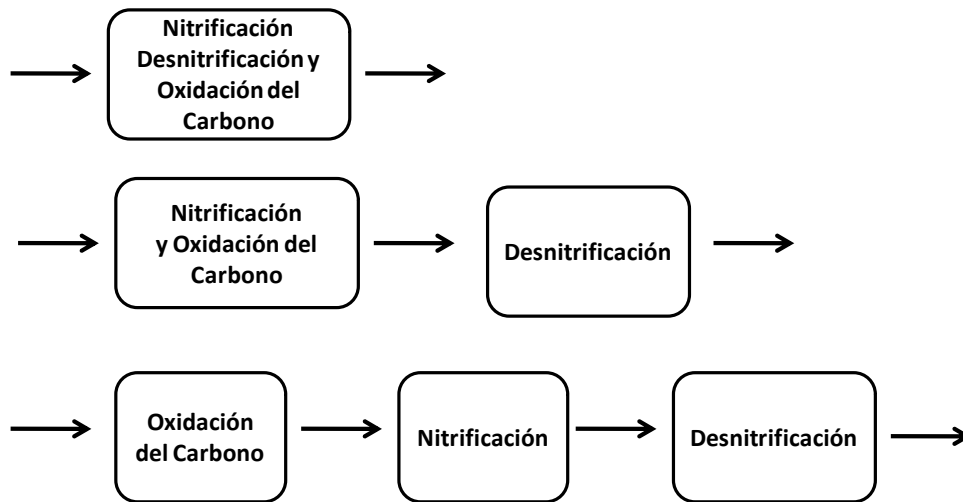 Nitrificación
Desnitrificación y
Oxidación del
Carbono
Nitrificación
y Oxidación del
Carbono
Desnitrificación
Oxidación
del Carbono
Nitrificación
Desnitrificación